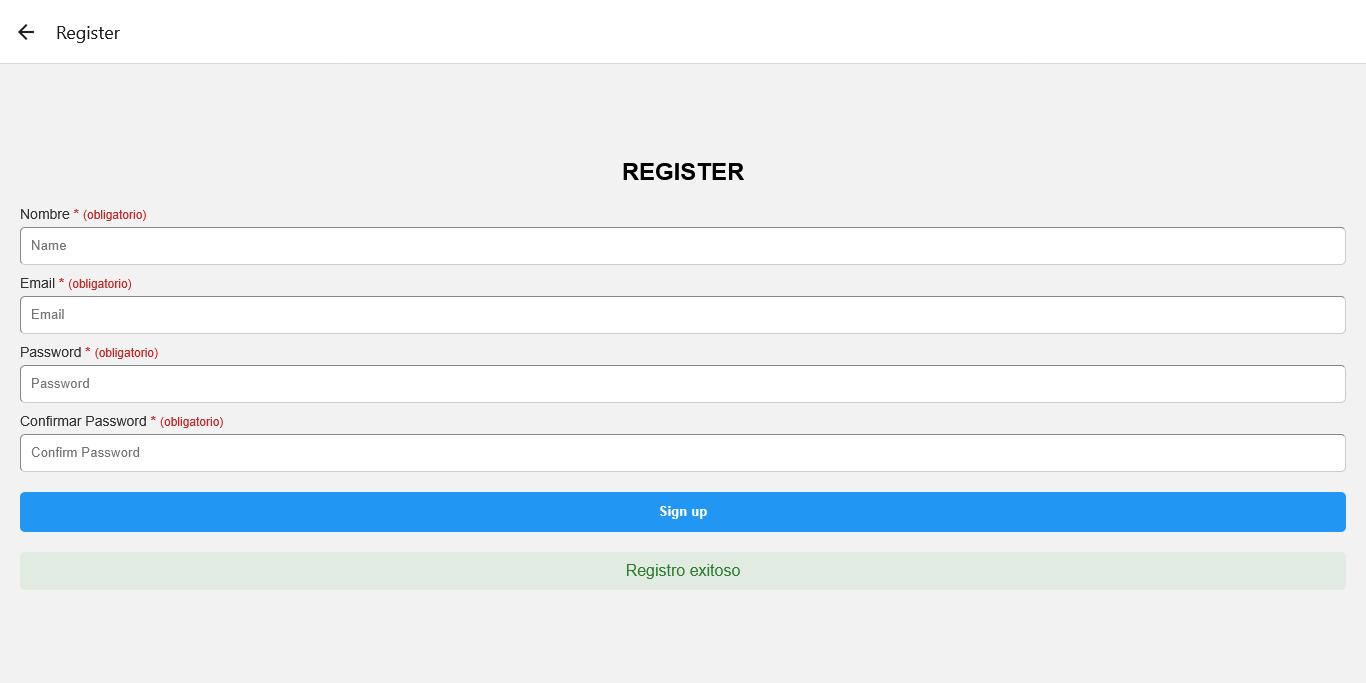 Register
REGISTER
Nombre * (obligatorio)
Name
Email * (obligatorio)
Email
Password * (obligatorio)
Password
Confirmar Password * (obligatorio)
Confirm Password
Sign up
Registro exitoso